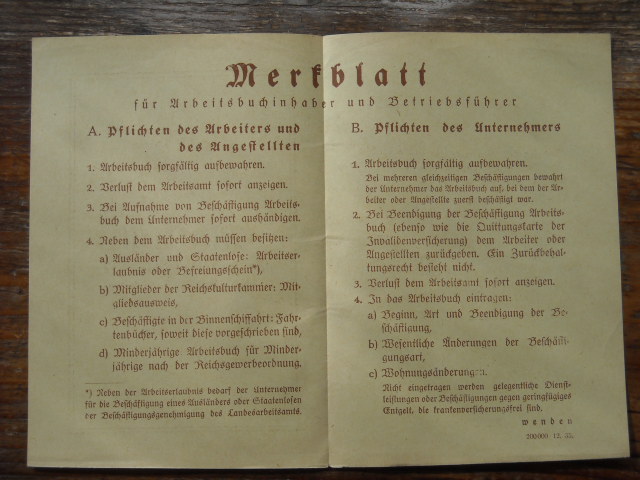 Merkblatt
für Arbeitsbuchinhaber und Betriebsführer
A. Pflichten des Arbeiters und
des Angestellten
1. Arbeitsbuch sorgfältig aufbewahren.
2. Verlust dem Arbeitsamt sofort anzeigen.
3. Bei Aufnahme von Beschäftigung Arbeits-
buch dem Unternehmer sofort aushändigen.
4. Neben dem Arbeitsbuch müssen besitzen:
a) Ausländer und Staatenlose: Arbeitser-
laubnis oder Befreiungsschein*),
b) Mitglieder der Reichskulturkammer: Mit-
gliedsausweis,
c) Beschäftigte in der Binnenschiffahrt: Fahr-
tenbücher, soweit diese vorgeschrieben sind,
d) Minderjährige Arbeitsbuch für Minder-
jährige nach der Reichsgewerbeordnung.
*) Neben der Arbeitserlaubnis bedarf der Unternehmer
für die Beschäftigung eines Ausländers oder Staatenlosen
der Beschäftigungsgenehmigung des Landesarbeitsamts.
B. Pflichten des Unternehmers
1. Arbeitsbuch sorgfältig aufbewahren.
Bei mehreren gleichzeitigen Beschäftigungen bewahrt
der Unternehmer das Arbeitsbuch auf, bei dem der Ar-
beiter oder Angestellte zuerst beschäftigt war.
2. Bei Beendigung der Beschäftigung Arbeits-
buch (ebenso wie die Quittungskarte der
Invalidenversicherung) dem Arbeiter oder
Angestellten zurückgeben. Ein Zurückbehal-
tungsrecht besteht nicht.
3. Verlust dem Arbeitsamt sofort anzeigen.
4. In das Arbeitsbuch eintragen:
a) Beginn, Art und Beendigung der Be-
schäftigung,
b) Wesentliche Änderungen der Beschäfti-
gungsart,
c) Wohnungsänderungen.
Nicht eingetragen werden gelegentliche Dienst-
leistungen oder Beschäftigungen gegen geringfügiges
Entgelt, die krankenversicherungsfrei sind.
wenden